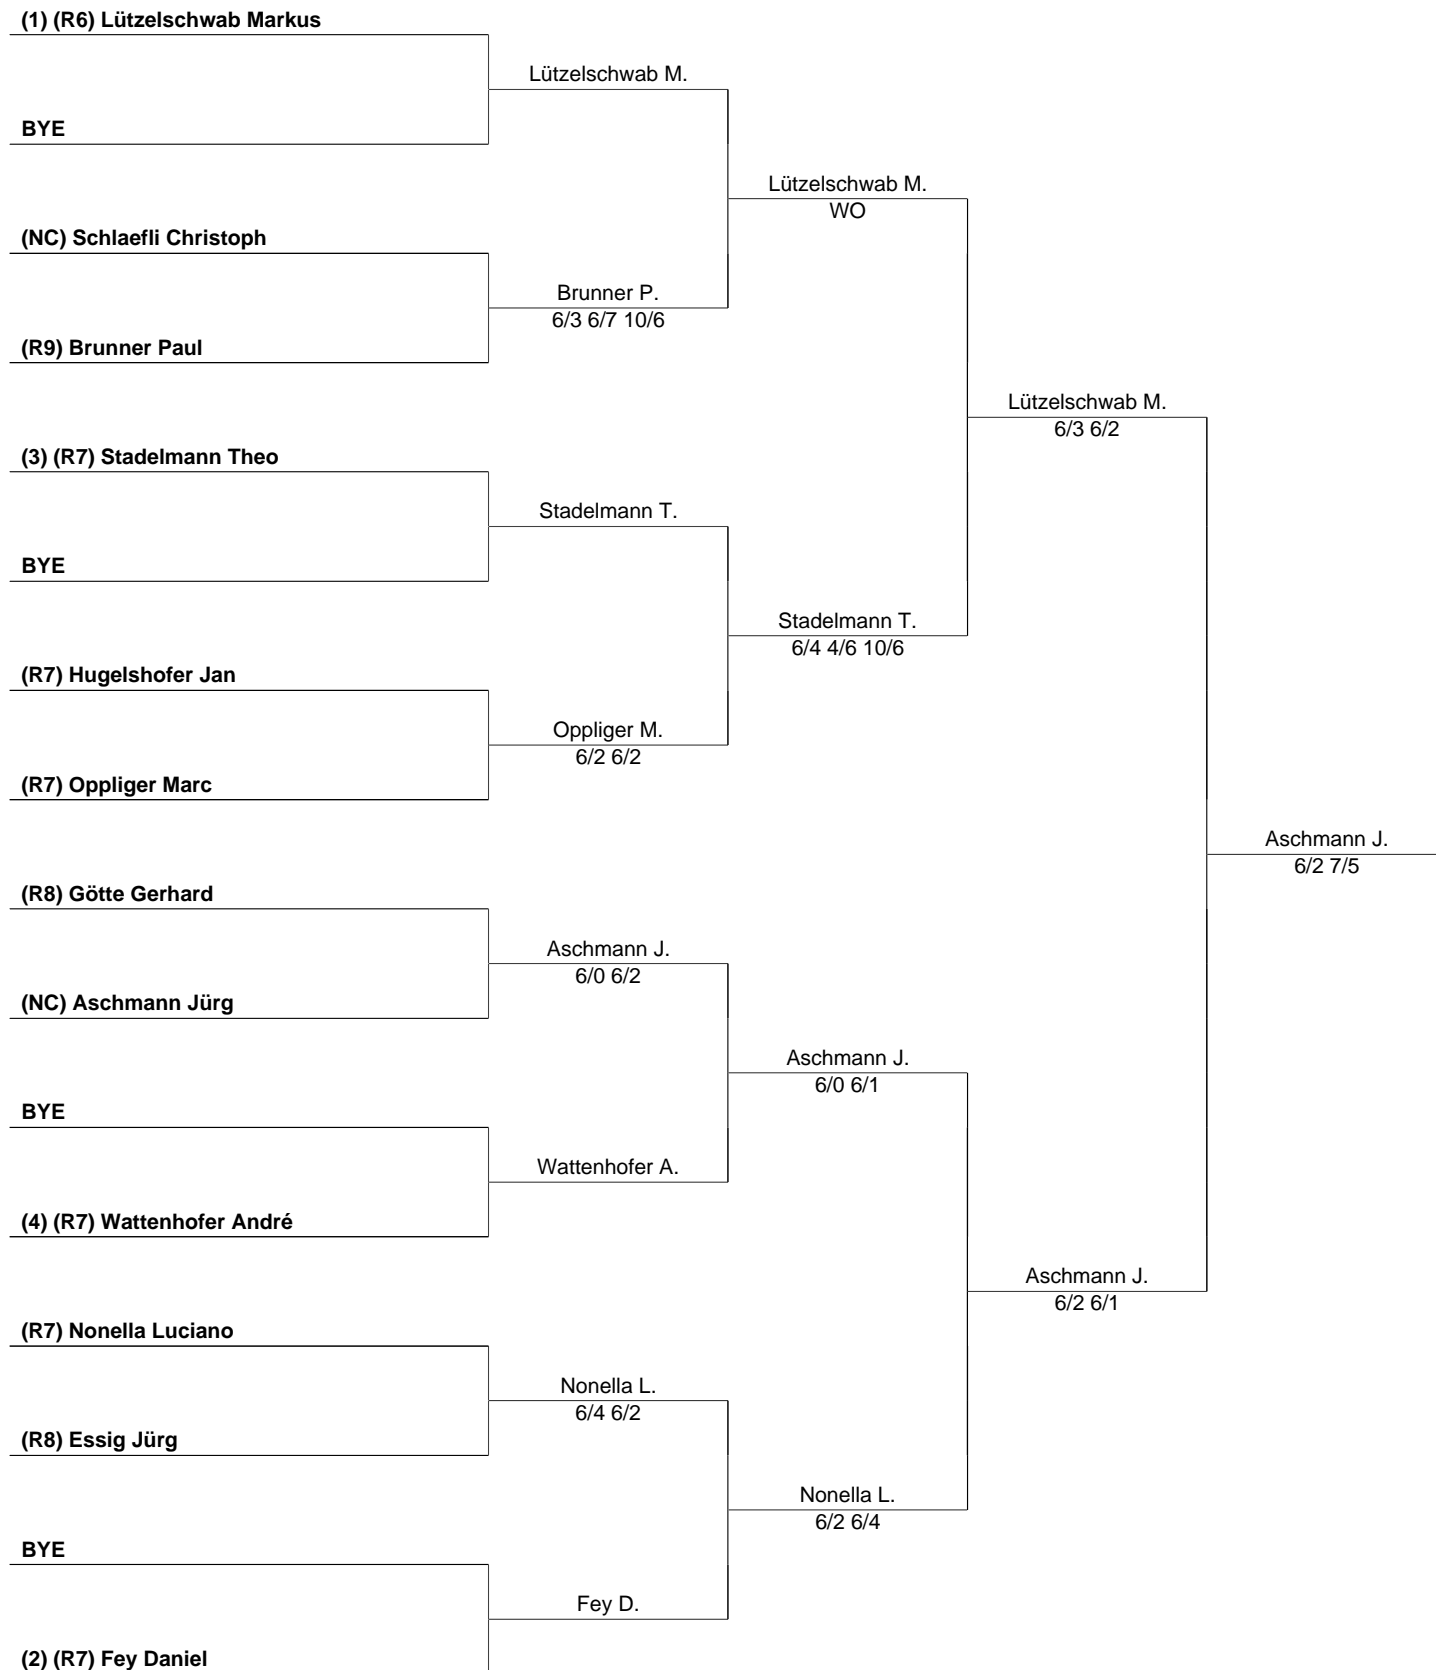 (1) (R6) Lützelschwab Markus
Lützelschwab M.
BYE
Lützelschwab M.
WO
(NC) Schlaefli Christoph
Brunner P.
6/3 6/7 10/6
(R9) Brunner Paul
Lützelschwab M.
6/3 6/2
(3) (R7) Stadelmann Theo
Stadelmann T.
BYE
Stadelmann T.
6/4 4/6 10/6
(R7) Hugelshofer Jan
Oppliger M.
6/2 6/2
(R7) Oppliger Marc
Aschmann J.
6/2 7/5
(R8) Götte Gerhard
Aschmann J.
6/0 6/2
(NC) Aschmann Jürg
Aschmann J.
6/0 6/1
BYE
Wattenhofer A.
(4) (R7) Wattenhofer André
Aschmann J.
6/2 6/1
(R7) Nonella Luciano
Nonella L.
6/4 6/2
(R8) Essig Jürg
Nonella L.
6/2 6/4
BYE
Fey D.
(2) (R7) Fey Daniel